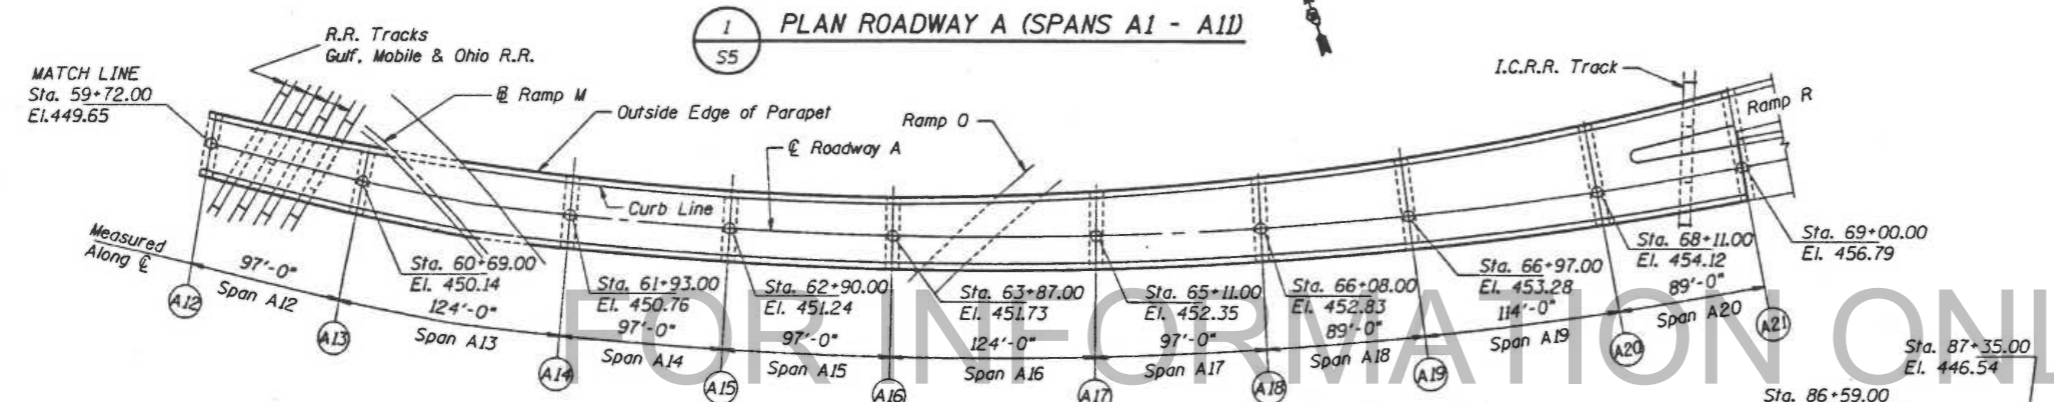 1
S5
PLAN ROADWAY A (SPANS A1 - A11)
R.R. Tracks
Gulf, Mobile & Ohio R.R.
MATCH LINE
Sta. 59+72.00
El.449.65
℄ Ramp M
Outside Edge of Parapet
℄ Roadway A
Ramp O
I.C.R.R. Track
Ramp R
Curb Line
Measured
Along ℄
Sta. 60+69.00
El. 450.14
Sta. 61+93.00
El. 450.76
Sta. 62+90.00
El. 451.24
Sta. 63+87.00
El. 451.73
Sta. 65+11.00
El. 452.35
Sta. 66+08.00
El. 452.83
Sta. 66+97.00
El. 453.28
Sta. 68+11.00
El. 454.12
Sta. 69+00.00
El. 456.79
97'-0"
Span A12
124'-0"
Span A13
97'-0"
Span A14
97'-0"
Span A15
124'-0"
Span A16
97'-0"
Span A17
89'-0"
Span A18
114'-0"
Span A19
89'-0"
Span A20
A12
A13
A14
A15
A16
A17
A18
A19
A20
A21
Sta. 87+35.00
El. 446.54
Sta. 86+59.00
FOR INFORMATION ONL